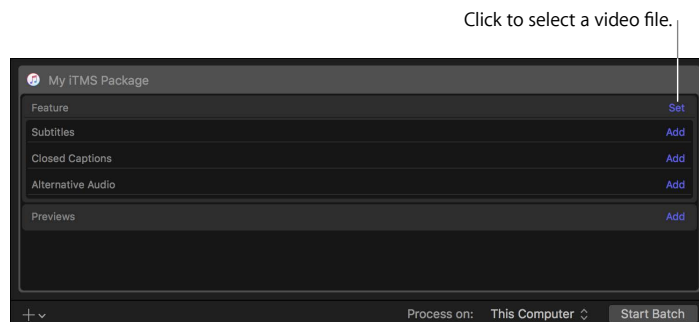 Click to select a video file.
My iTMS Package
Feature Set
Subtitles Add
Closed Captions Add
Alternative Audio Add
Previews Add
Process on: This Computer Start Batch